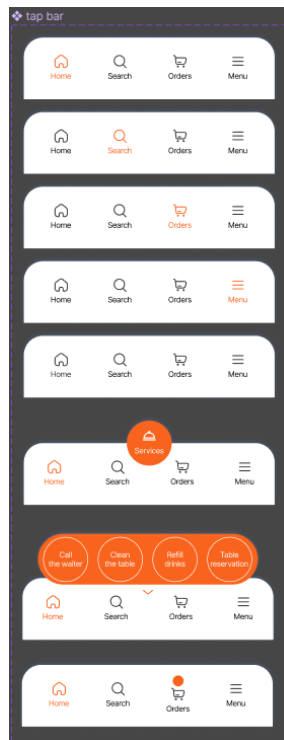 tap bar
Home Search Orders Menu
Home Search Orders Menu
Home Search Orders Menu
Home Search Orders Menu
Home Search Orders Menu
Services
Home Search Orders Menu
Call Clean Refill Table
the waiter the table drinks reservation
Home Search Orders Menu
Home Search Orders Menu